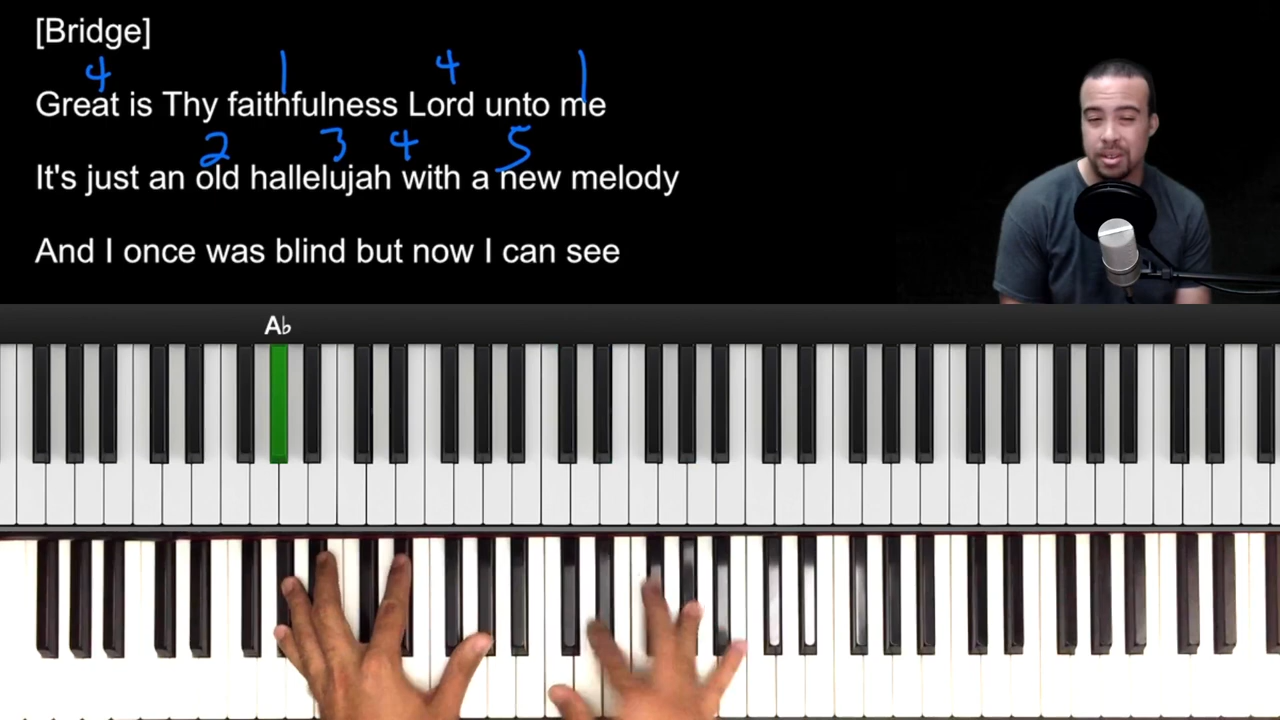 [Bridge]
4 1 4 1
Great is Thy faithfulness Lord unto me
2 3 4 5
It's just an old hallelujah with a new melody
And I once was blind but now I can see
A♭